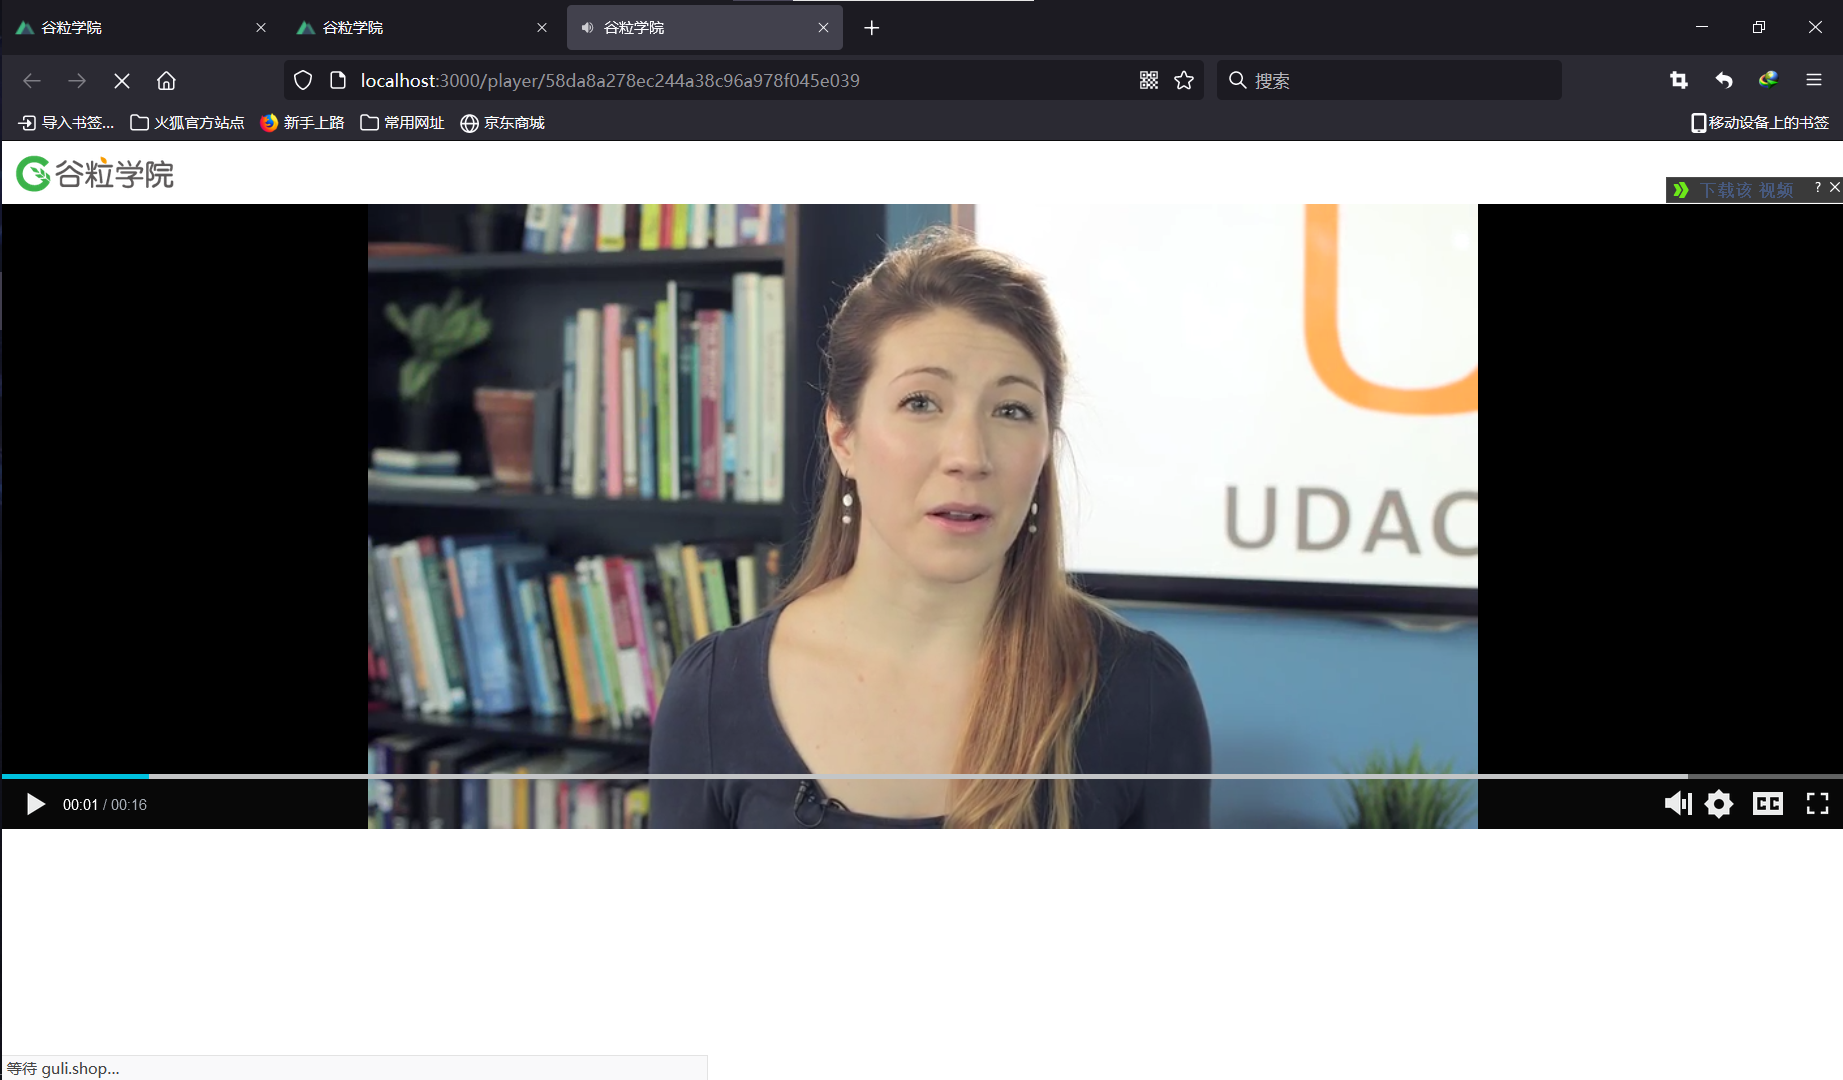 谷粒学院
谷粒学院
谷粒学院
localhost:3000/player/58da8a278ec244a38c96a978f045e039
搜索
导入书签...
火狐官方站点
新手上路
常用网址
京东商城
移动设备上的书签
谷粒学院
下载该 视频
?
U
UDAC
00:01 / 00:16
CC
等待 guli.shop...